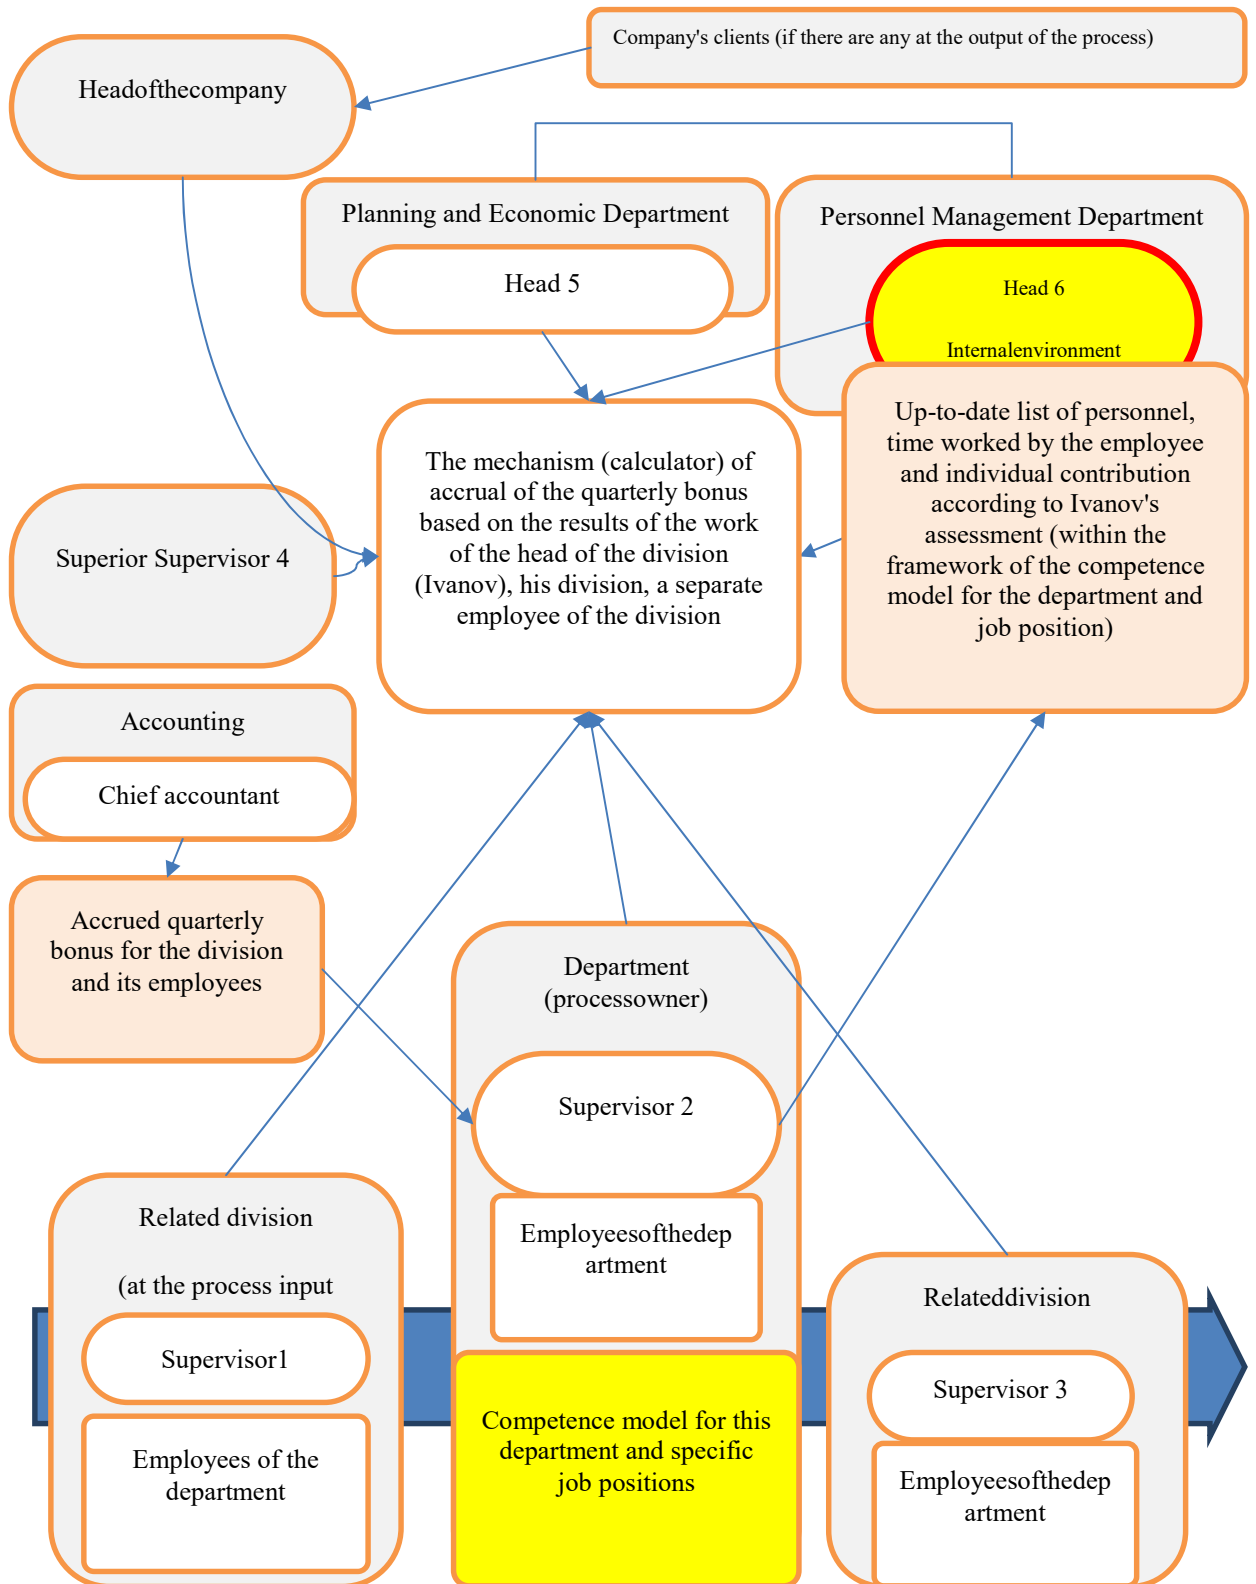 Company's clients (if there are any at the output of the process)
Headofthecompany
Planning and Economic Department
Head 5
Personnel Management Department
Head 6
Internalenvironment
The mechanism (calculator) of
accrual of the quarterly bonus
based on the results of the work
of the head of the division
(Ivanov), his division, a separate
employee of the division
Up-to-date list of personnel,
time worked by the employee
and individual contribution
according to Ivanov's
assessment (within the
framework of the competence
model for the department and
job position)
Superior Supervisor 4
Accounting
Chief accountant
Accrued quarterly
bonus for the division
and its employees
Department
(processowner)
Supervisor 2
Employeesofthedep
artment
Competence model for this
department and specific
job positions
Related division
(at the process input
Supervisor1
Employees of the
department
Relateddivision
Supervisor 3
Employeesofthedep
artment